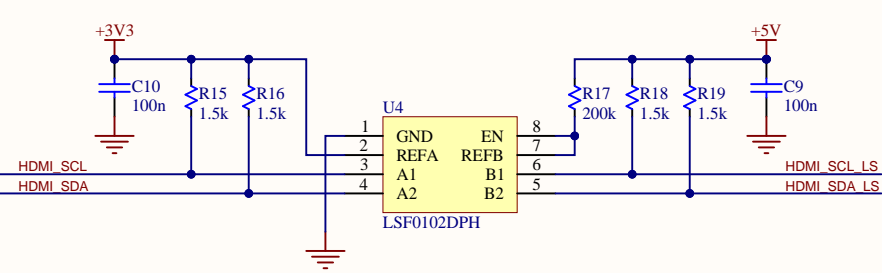 +3V3
+5V
C10
100n
R15
1.5k
R16
1.5k
R17
200k
R18
1.5k
R19
1.5k
C9
100n
U4
1 GND EN 8
2 REFA REFB 7
3 A1 B1 6
4 A2 B2 5
HDMI_SCL
HDMI_SDA
HDMI_SCL_LS
HDMI_SDA_LS
LSF0102DPH